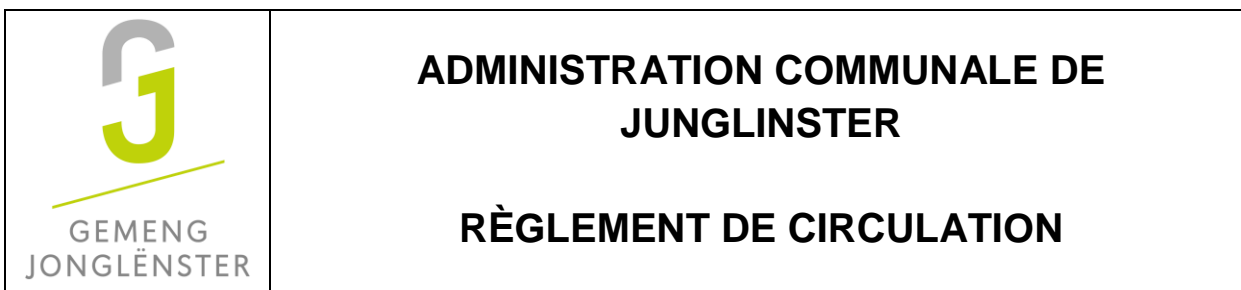 GEMENG
JONGLËNSTER
ADMINISTRATION COMMUNALE DE
JUNGLINSTER
RÈGLEMENT DE CIRCULATION